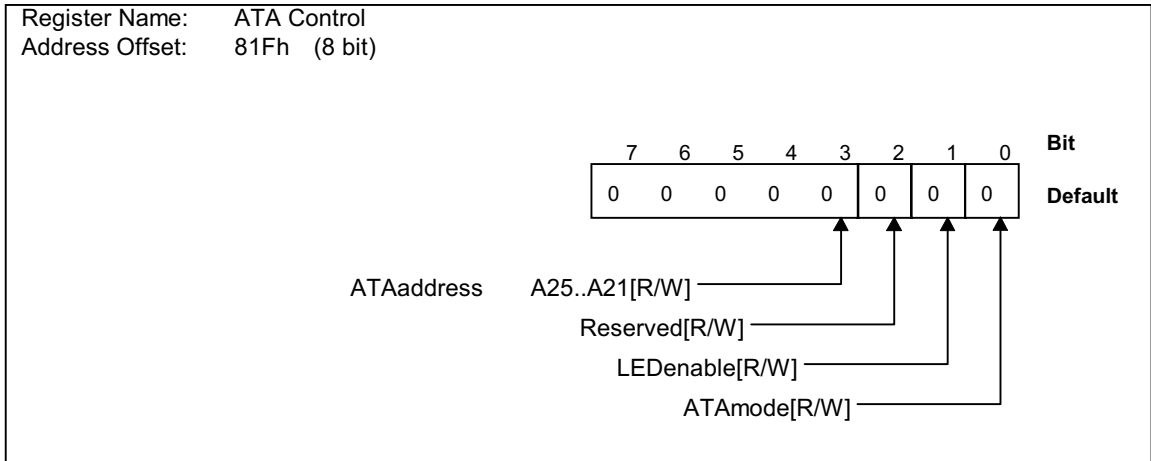 Register Name: ATA Control
Address Offset: 81Fh (8 bit)
7 6 5 4 3 2 1 0 Bit
0 0 0 0 0 0 0 0 Default
ATAaddress A25..A21[R/W]
Reserved[R/W]
LEDenable[R/W]
ATAmode[R/W]